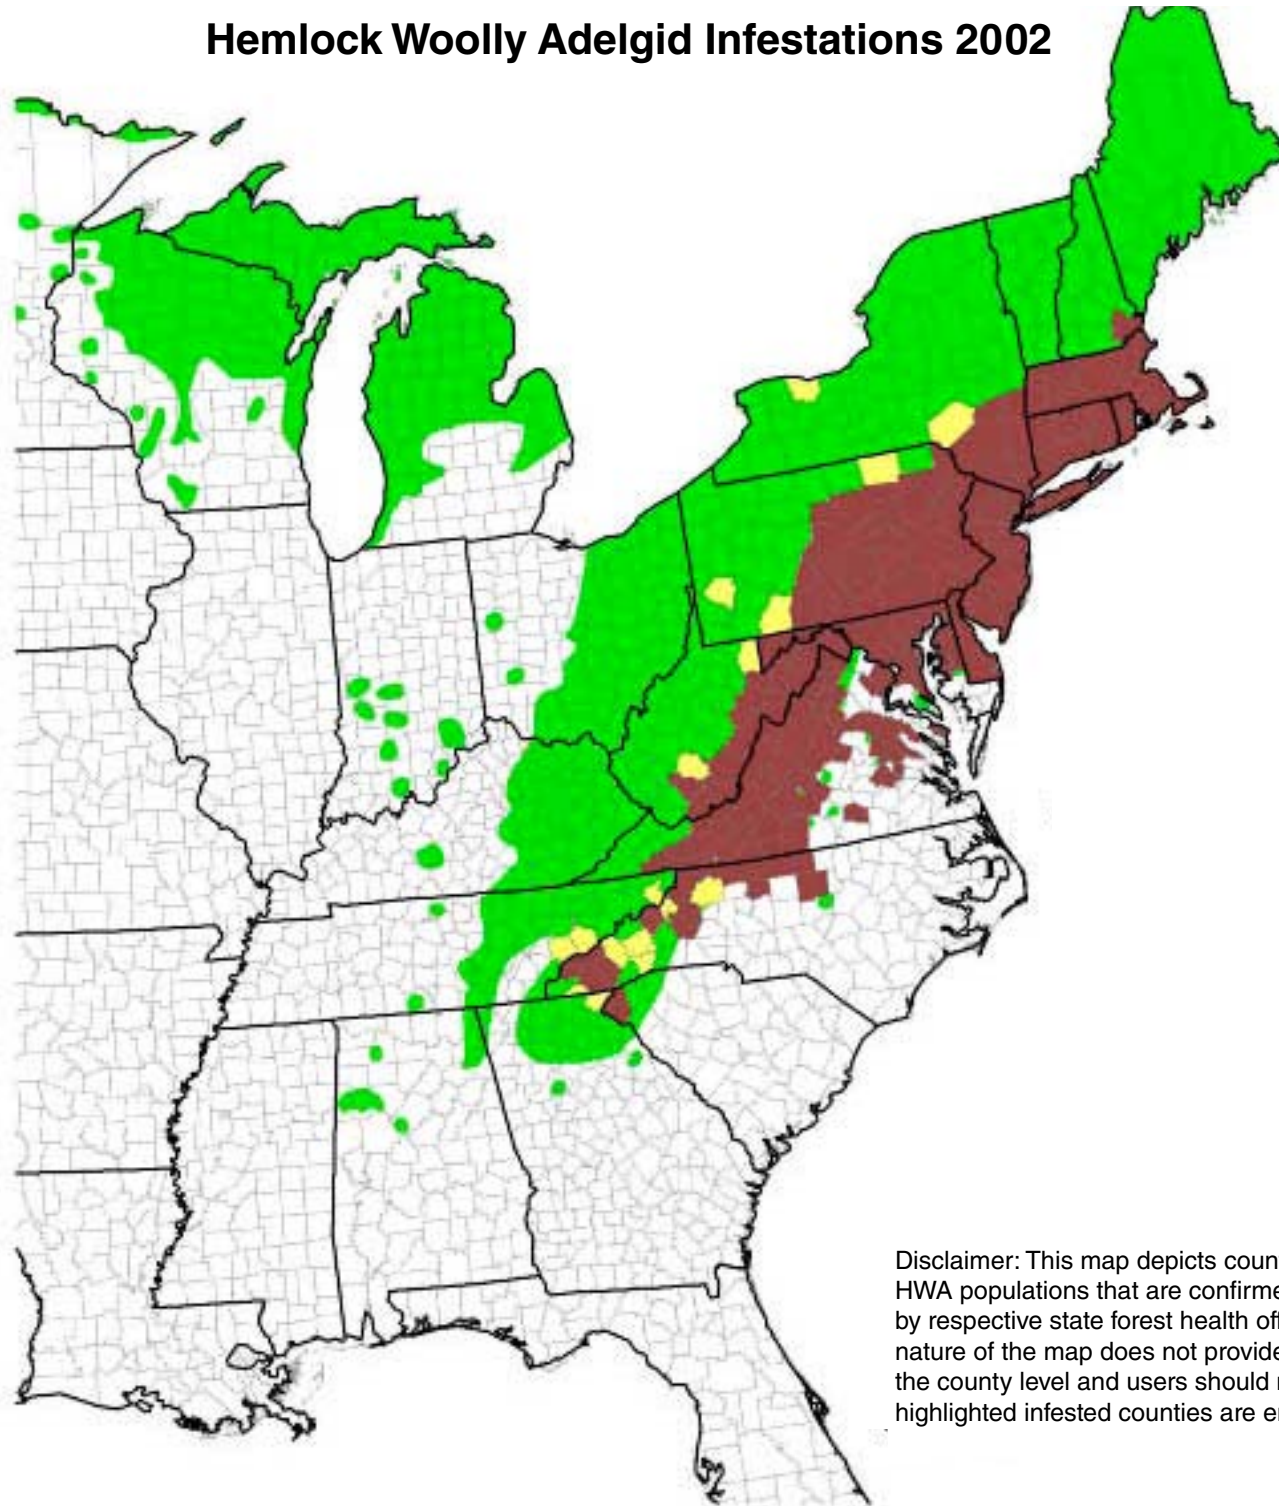 Hemlock Woolly Adelgid Infestations 2002
Disclaimer: This map depicts coun
HWA populations that are confirme
by respective state forest health off
nature of the map does not provide
the county level and users should
highlighted infested counties are e